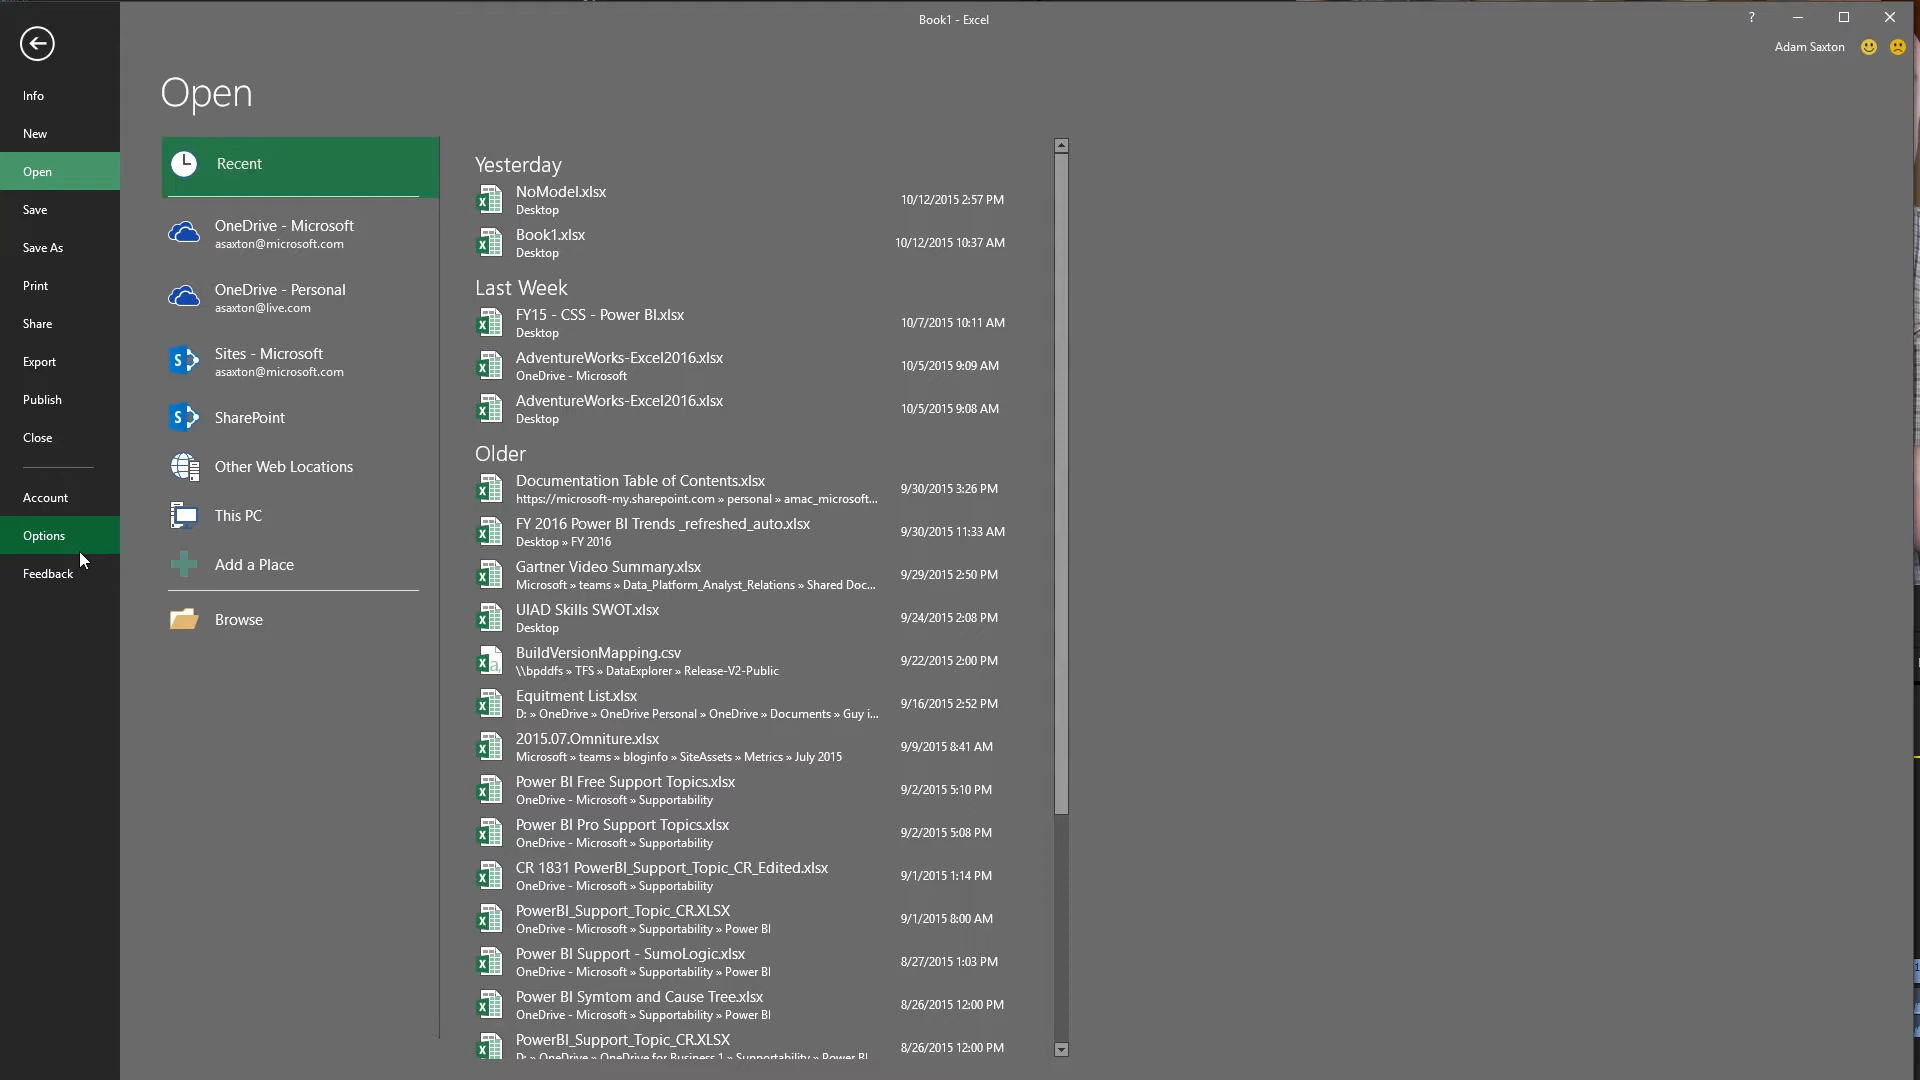 Book1 - Excel
?
Adam Saxton
Info
New
Open
Save
Save As
Print
Share
Export
Publish
Close
Account
Options
Feedback
Open
Recent
OneDrive - Microsoft
asaxton@microsoft.com
OneDrive - Personal
asaxton@live.com
Sites - Microsoft
asaxton@microsoft.com
SharePoint
Other Web Locations
This PC
Add a Place
Browse
Yesterday
NoModel.xlsx
Desktop
10/12/2015 2:57 PM
Book1.xlsx
Desktop
10/12/2015 10:37 AM
Last Week
FY15 - CSS - Power BI.xlsx
Desktop
10/7/2015 10:11 AM
AdventureWorks-Excel2016.xlsx
OneDrive - Microsoft
10/5/2015 9:09 AM
AdventureWorks-Excel2016.xlsx
Desktop
10/5/2015 9:08 AM
Older
Documentation Table of Contents.xlsx
https://microsoft-my.sharepoint.com » personal » amac_microsoft...
9/30/2015 3:26 PM
FY 2016 Power BI Trends _refreshed_auto.xlsx
Desktop » FY 2016
9/30/2015 11:33 AM
Gartner Video Summary.xlsx
Microsoft » teams » Data_Platform_Analyst_Relations » Shared Doc...
9/29/2015 2:50 PM
UIAD Skills SWOT.xlsx
Desktop
9/24/2015 2:08 PM
BuildVersionMapping.csv
\\bpddfs » TFS » DataExplorer » Release-V2-Public
9/22/2015 2:00 PM
Equitment List.xlsx
D: » OneDrive » OneDrive Personal » OneDrive » Documents » Guy i...
9/16/2015 2:52 PM
2015.07.Omniture.xlsx
Microsoft » teams » bloginfo » SiteAssets » Metrics » July 2015
9/9/2015 8:41 AM
Power BI Free Support Topics.xlsx
OneDrive - Microsoft » Supportability
9/2/2015 5:10 PM
Power BI Pro Support Topics.xlsx
OneDrive - Microsoft » Supportability
9/2/2015 5:08 PM
CR 1831 PowerBI_Support_Topic_CR_Edited.xlsx
OneDrive - Microsoft » Supportability
9/1/2015 1:14 PM
PowerBI_Support_Topic_CR.XLSX
OneDrive - Microsoft » Supportability » Power BI
9/1/2015 8:00 AM
Power BI Support - SumoLogic.xlsx
OneDrive - Microsoft » Supportability » Power BI
8/27/2015 1:03 PM
Power BI Symtom and Cause Tree.xlsx
OneDrive - Microsoft » Supportability » Power BI
8/26/2015 12:00 PM
PowerBI_Support_Topic_CR.XLSX
D: » OneDrive » OneDrive for Business 1 » Supportability » Power BI
8/26/2015 12:00 PM